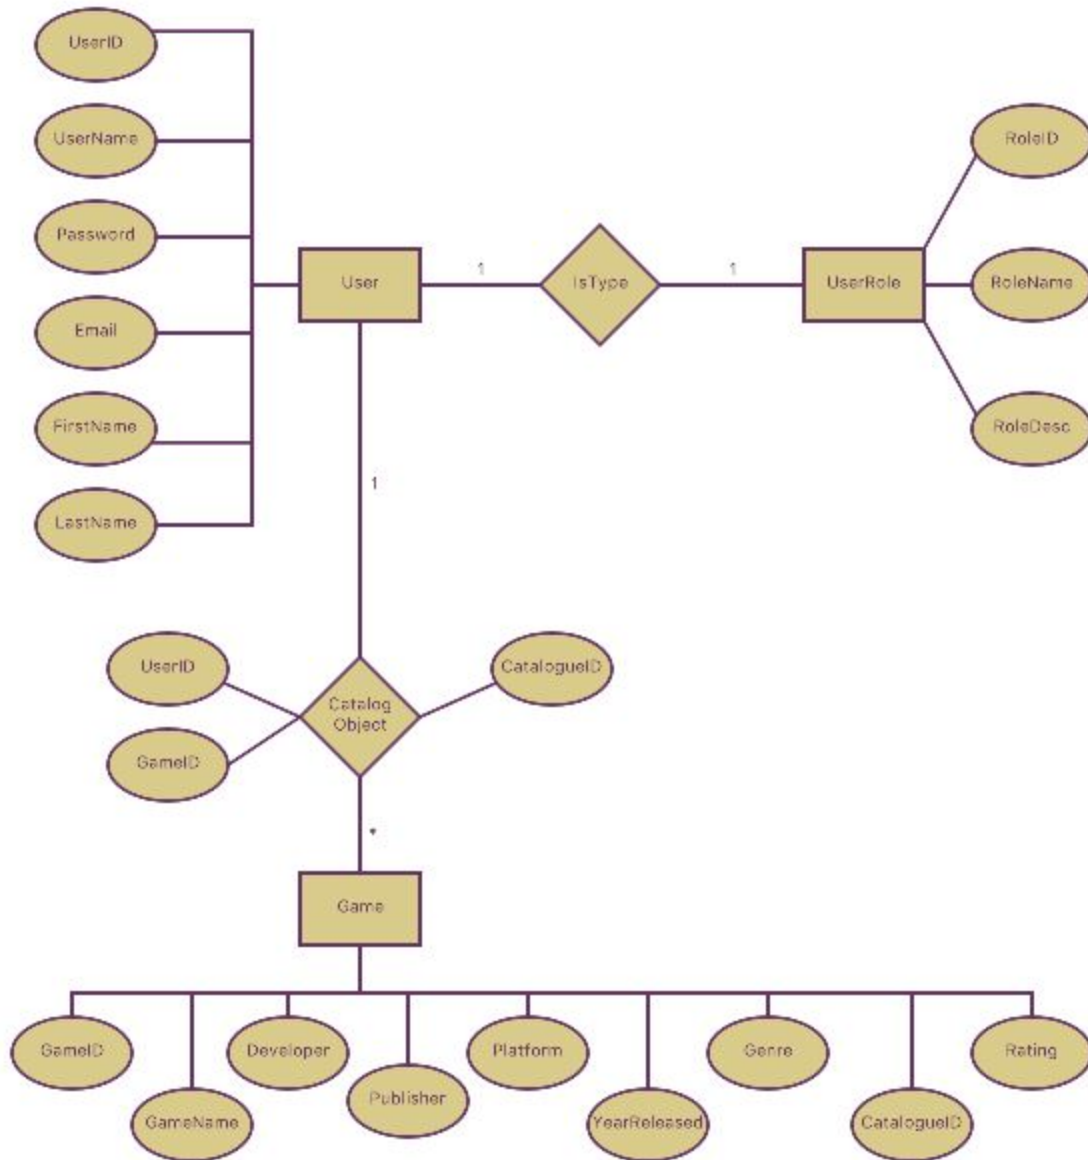 UserID
UserName
Password
Email
FirstName
LastName
User
1
IsType
1
UserRole
RoleID
RoleName
RoleDesc
1
UserID
GameID
Catalog
Object
CatalogueID
*
Game
GameID
GameName
Developer
Publisher
Platform
YearReleased
Genre
CatalogueID
Rating